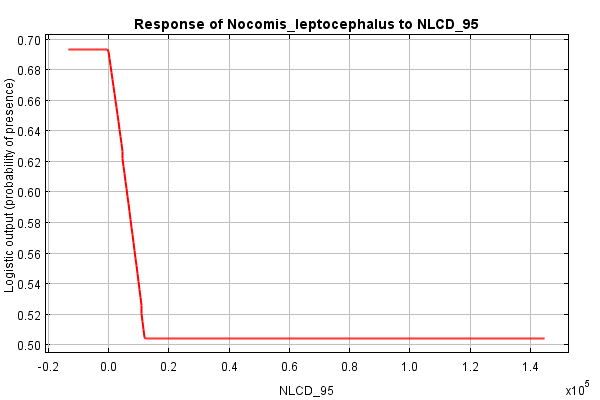 Response of Nocomis_leptocephalus to NLCD_95
Logistic output (probability of presence)
0.70
0.68
0.66
0.64
0.62
0.60
0.58
0.56
0.54
0.52
0.50
-0.2 0.0 0.2 0.4 0.6 0.8 1.0 1.2 1.4
NLCD_95
x10^5